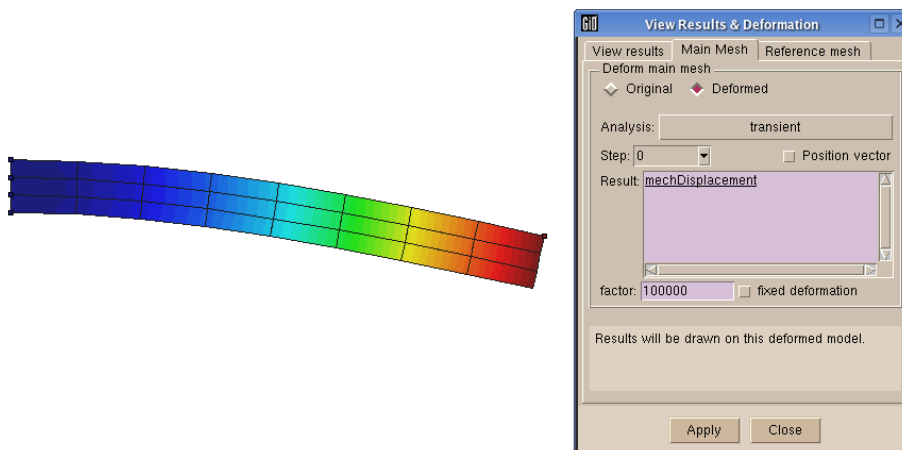 GiD View Results & Deformation
View results Main Mesh Reference mesh
Deform main mesh
Original Deformed
Analysis: transient
Step: 0 Position vector
Result: mechDisplacement
factor: 100000 fixed deformation
Results will be drawn on this deformed model.
Apply Close